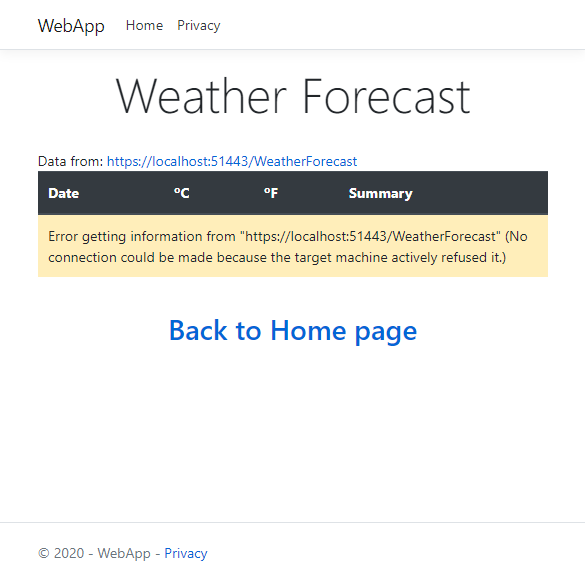 WebApp Home Privacy
Weather Forecast
Data from: https://localhost:51443/WeatherForecast
Date ºC ºF Summary
Error getting information from "https://localhost:51443/WeatherForecast" (No
connection could be made because the target machine actively refused it.)
Back to Home page
© 2020 - WebApp - Privacy